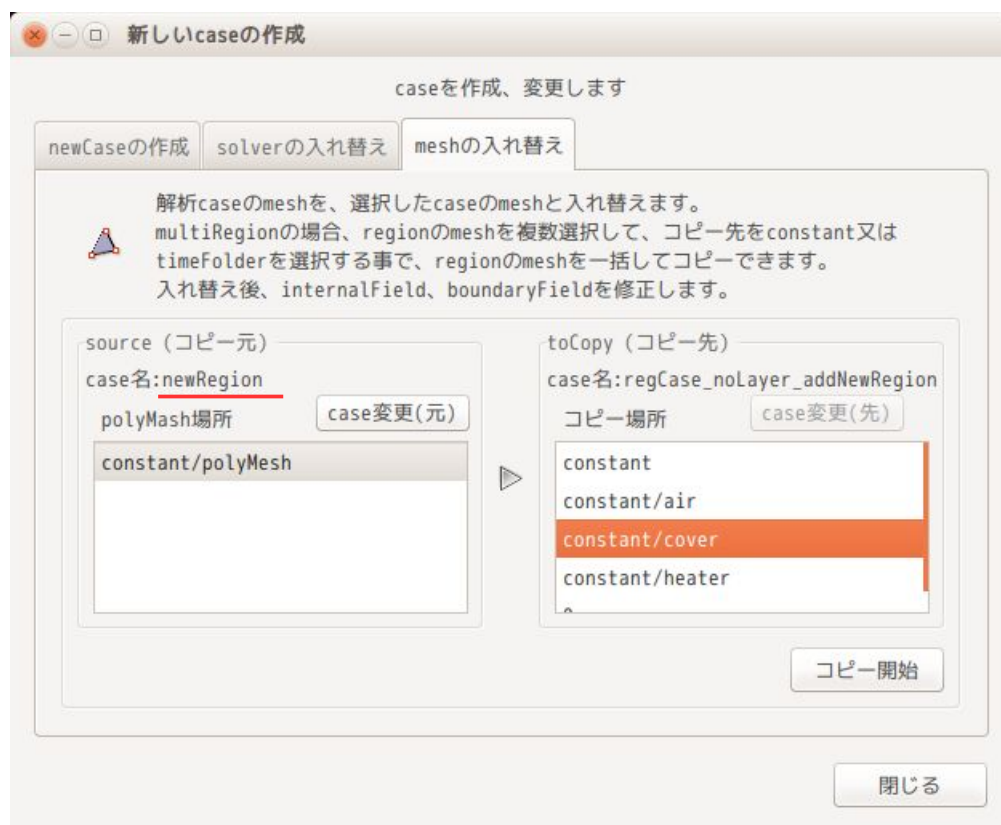 新しいcaseの作成
caseを作成、変更します
newCaseの作成 solverの入れ替え meshの入れ替え
解析caseのmeshを、選択したcaseのmeshと入れ替えます。
multiRegionの場合、regionのmeshを複数選択して、コピー先をconstant又は
timeFolderを選択する事で、regionのmeshを一括してコピーできます。
入れ替え後、internalField、boundaryFieldを修正します。
source（コピー元）
case名:newRegion
polyMash場所 case変更(元)
constant/polyMesh
toCopy（コピー先）
case名:regCase_noLayer_addNewRegion
コピー場所 case変更(先)
constant
constant/air
constant/cover
constant/heater
コピー開始
閉じる